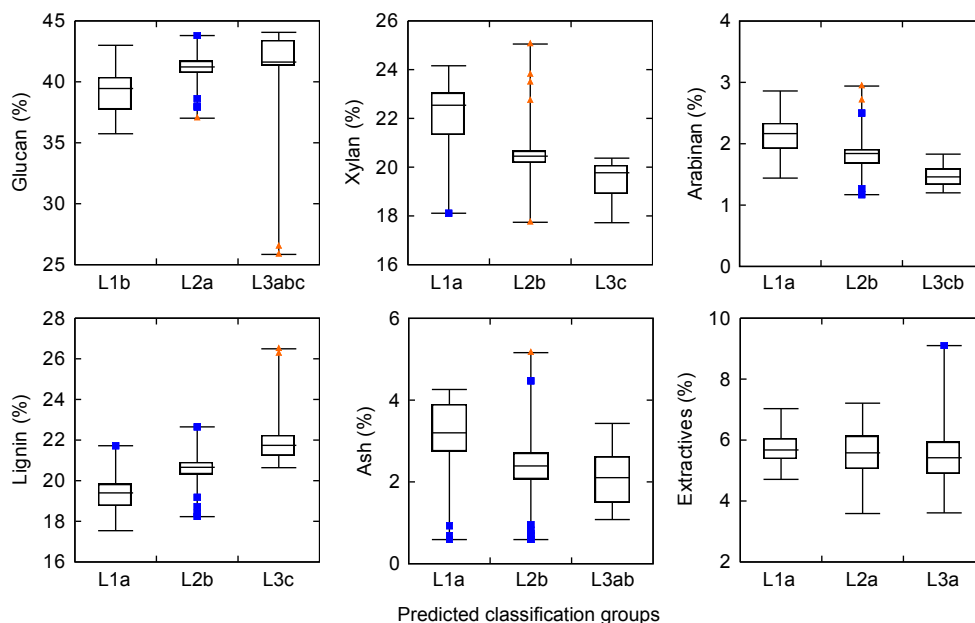 Glucan (%)
45
40
35
30
25
L1b L2a L3abc
Xylan (%)
26
24
22
20
18
16
L1a L2b L3c
Arabinan (%)
4
3
2
1
0
L1a L2b L3cb
Lignin (%)
28
26
24
22
20
18
16
L1a L2b L3c
Ash (%)
6
4
2
0
L1a L2b L3ab
Extractives (%)
10
8
6
4
2
L1a L2a L3a
Predicted classification groups